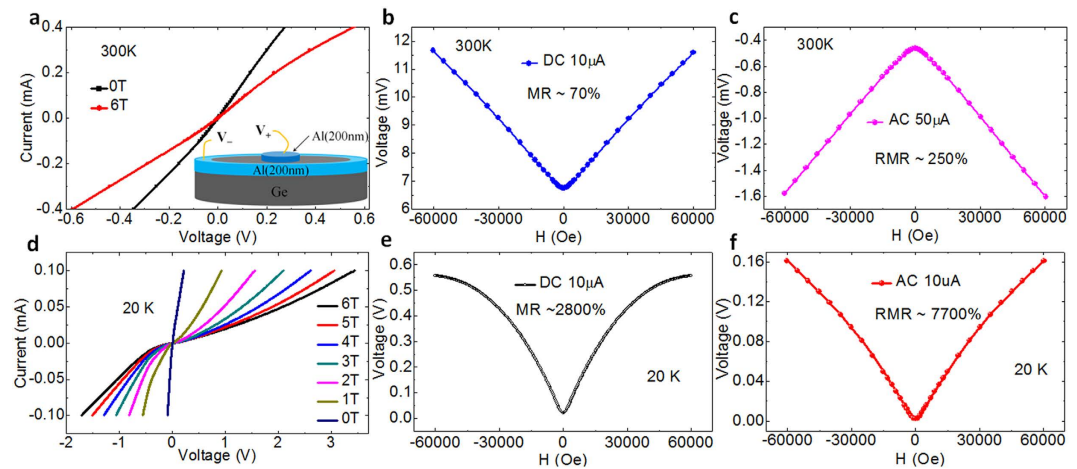 a
300K
0T
6T
V₋
V₊
Al(200nm)
Al(200nm)
Ge
0.4
0.2
0.0
-0.2
-0.4
Current (mA)
-0.6 -0.4 -0.2 0.0 0.2 0.4 0.6
Voltage (V)
b
300K
DC 10μA
MR ~ 70%
12
11
10
9
8
7
6
Voltage (mV)
-60000 -30000 0 30000 60000
H (Oe)
c
300K
AC 50μA
RMR ~ 250%
-0.4
-0.6
-0.8
-1.0
-1.2
-1.4
-1.6
Voltage (mV)
-60000 -30000 0 30000 60000
H (Oe)
d
20 K
6T
5T
4T
3T
2T
1T
0T
0.10
0.05
0.00
-0.05
-0.10
Current (mA)
-2 -1 0 1 2 3
Voltage (V)
e
DC 10μA
MR ~2800%
20 K
0.6
0.4
0.2
0.0
Voltage (V)
-60000 -30000 0 30000 60000
H (Oe)
f
AC 10uA
RMR ~ 7700%
20 K
0.16
0.12
0.08
0.04
0.00
Voltage (V)
-60000 -30000 0 30000 60000
H (Oe)